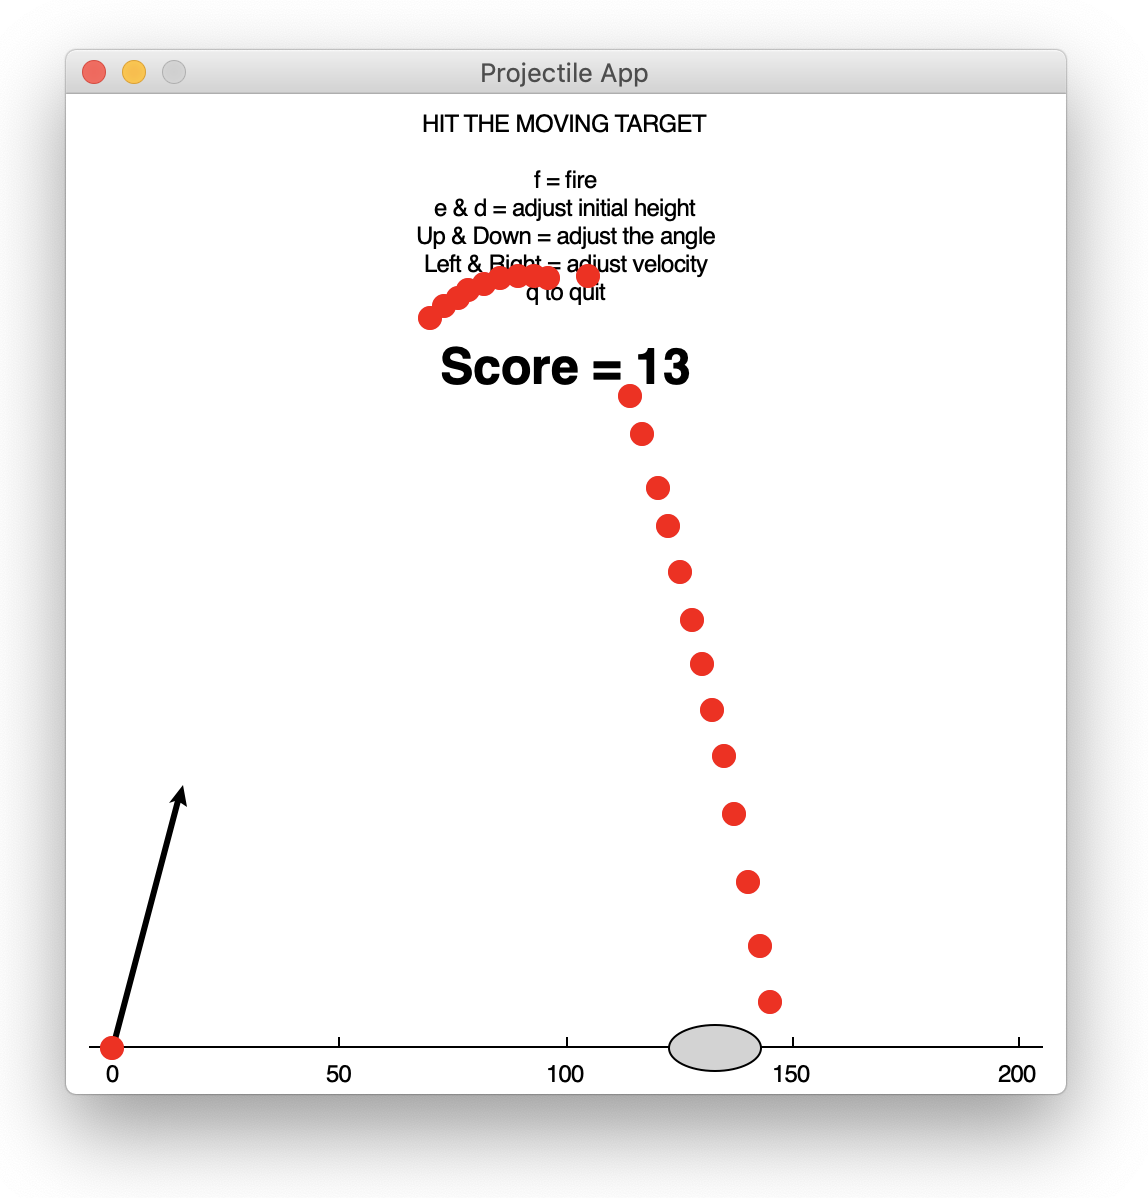 Projectile App
HIT THE MOVING TARGET
f = fire
e & d = adjust initial height
Up & Down = adjust the angle
Left & Right = adjust velocity
q to quit
Score = 13
0 50 100 150 200